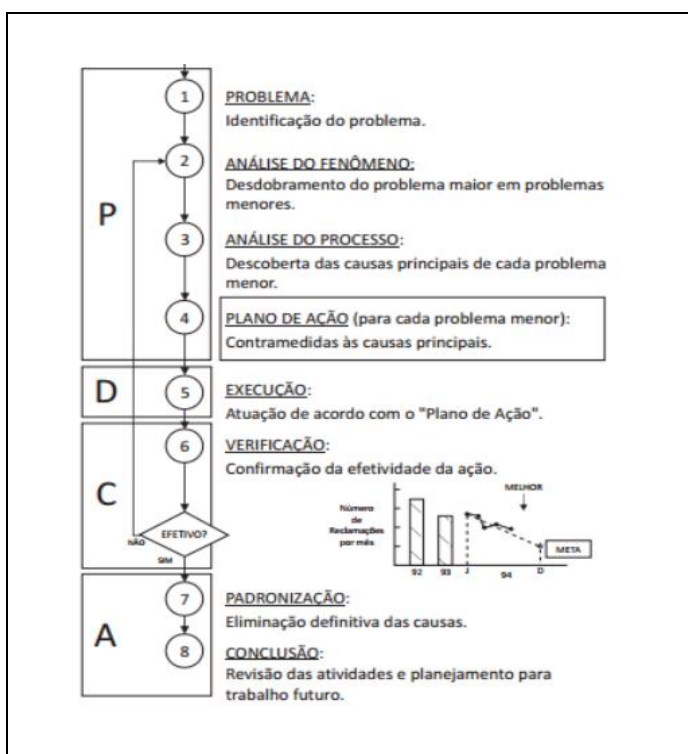 P
1
PROBLEMA:
Identificação do problema.
2
ANÁLISE DO FENÔMENO:
Desdobramento do problema maior em problemas
menores.
3
ANÁLISE DO PROCESSO:
Descoberta das causas principais de cada problema
menor.
4
PLANO DE AÇÃO (para cada problema menor):
Contramedidas às causas principais.
D
5
EXECUÇÃO:
Atuação de acordo com o "Plano de Ação".
C
6
VERIFICAÇÃO:
Confirmação da efetividade da ação.
EFETIVO?
NÃO
SIM
Número
de
Reclamações
por mês
MELHOR
META
92
93
J
94
D
A
7
PADRONIZAÇÃO:
Eliminação definitiva das causas.
8
CONCLUSÃO:
Revisão das atividades e planejamento para
trabalho futuro.